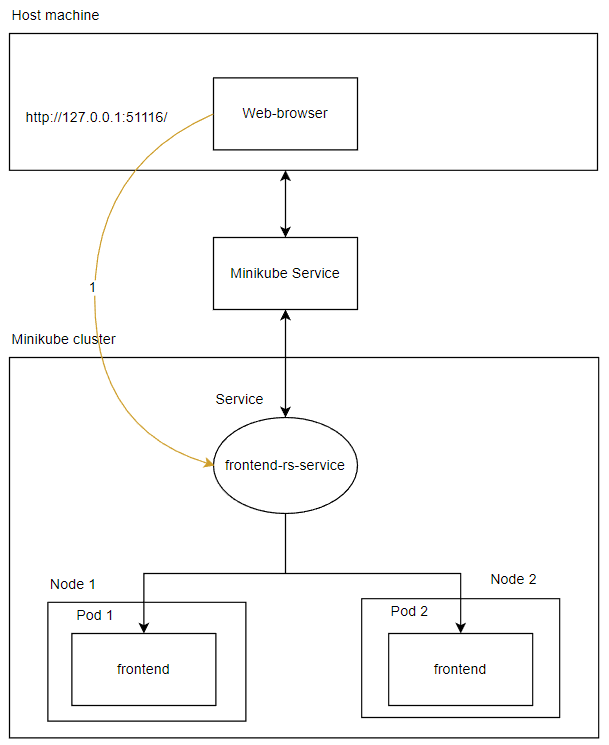 Host machine
Web-browser
http://127.0.0.1:51116/
1
Minikube Service
Minikube cluster
Service
frontend-rs-service
Node 1
Node 2
Pod 1
Pod 2
frontend
frontend